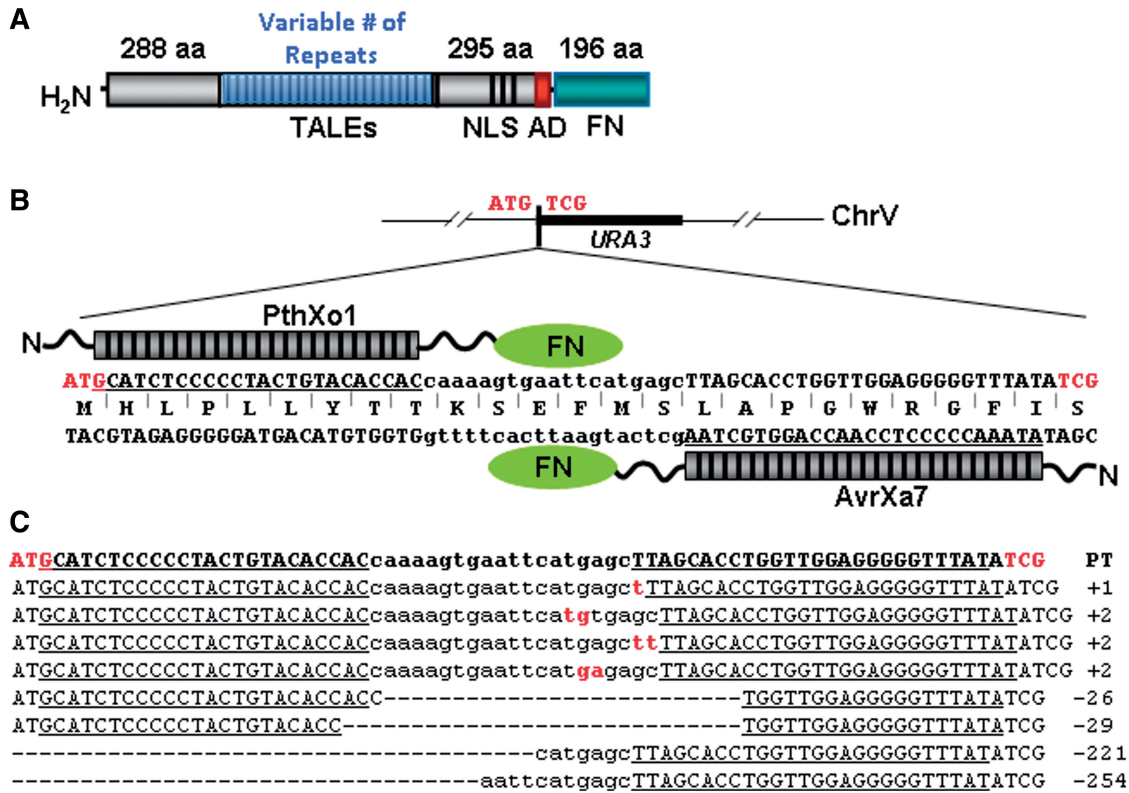 A
Variable # of
Repeats
288 aa 295 aa 196 aa
H2N
TALEs NLS AD FN
B
ATG TCG
ChrV
URA3
PthXo1
N FN
ATGCATCTCCCCCTACTGTACACCACcaaaagtgaattcatgagcTTAGCACCTGGTTGGAGGGGGTTTATATCG
M H L P L L Y T T K S E F M S L A P G W R G F I S
TACGTAGAGGGGGATGACATGTGGTGgttttcacttaagtactcgAATCGTGGACCAACCTCCCCCAAATATAGC
FN N
AvrXa7
C
ATGCATCTCCCCCTACTGTACACCACcaaaagtgaattcatgagcTTAGCACCTGGTTGGAGGGGGTTTATATCG PT
ATGCATCTCCCCCTACTGTACACCACcaaaagtgaattcatgagctTTAGCACCTGGTTGGAGGGGGTTTATATCG +1
ATGCATCTCCCCCTACTGTACACCACcaaaagtgaattcatgtgagcTTAGCACCTGGTTGGAGGGGGTTTATATCG +2
ATGCATCTCCCCCTACTGTACACCACcaaaagtgaattcatgagcttTTAGCACCTGGTTGGAGGGGGTTTATATCG +2
ATGCATCTCCCCCTACTGTACACCACcaaaagtgaattcatgagagcTTAGCACCTGGTTGGAGGGGGTTTATATCG +2
ATGCATCTCCCCCTACTGTACACCACC--------------------------TGGTTGGAGGGGGTTTATATCG -26
ATGCATCTCCCCCTACTGTACACC-----------------------------TGGTTGGAGGGGGTTTATATCG -29
--------------------------------------catgagcTTAGCACCTGGTTGGAGGGGGTTTATATCG -221
----------------------------------aattcatgagcTTAGCACCTGGTTGGAGGGGGTTTATATCG -254